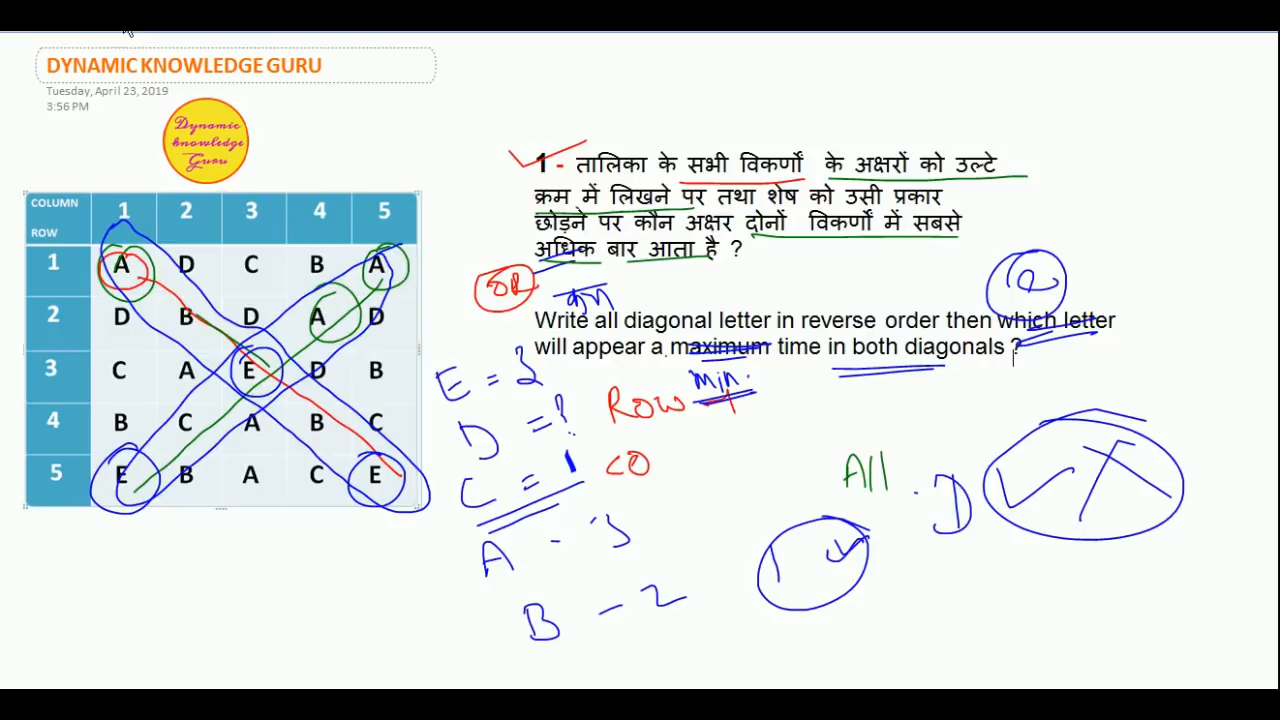 DYNAMIC KNOWLEDGE GURU
Tuesday, April 23, 2019
3:56 PM
Dynamic
knowledge
Guru
COLUMN 1 2 3 4 5
ROW
1 A D C B A
2 D B D A D
3 C A E D B
4 B C A B C
5 E B A C E
1 - तालिका के सभी विकर्णों के अक्षरों को उल्टे
क्रम में लिखने पर तथा शेष को उसी प्रकार
छोड़ने पर कौन अक्षर दोनों विकर्णों में सबसे
अधिक बार आता है ?
OR
कम
Write all diagonal letter in reverse order then which letter
will appear a maximum time in both diagonals ?
min.
E = 3
D = ?
C = 1
A - 3
B - 2
Row
CO
All
D